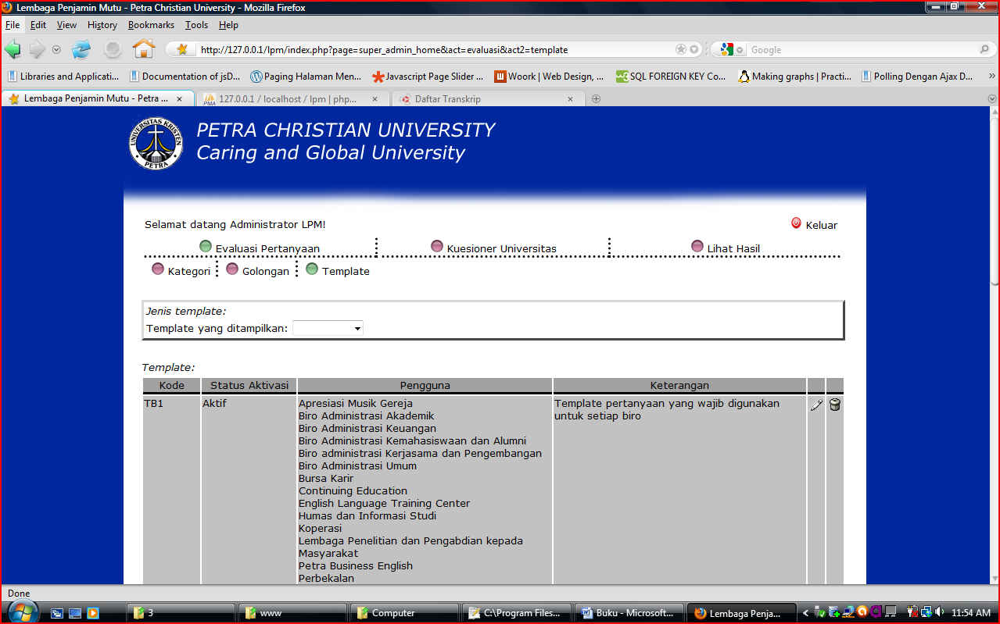 Lembaga Penjamin Mutu - Petra Christian University - Mozilla Firefox
File Edit View History Bookmarks Tools Help
http://127.0.0.1/lpm/index.php?page=super_admin_home&act=evaluasi&act2=template
Google
Libraries and Applicati... Documentation of jsD... Paging Halaman Men... Javascript Page Slider ... Woork | Web Design, ... SQL FOREIGN KEY Co... Making graphs | Practi... Polling Dengan Ajax D... »
Lembaga Penjamin Mutu - Petra ... 127.0.0.1 / localhost / lpm | php... Daftar Transkrip
UNIVERSITAS KRISTEN PETRA
PETRA CHRISTIAN UNIVERSITY
Caring and Global University
Selamat datang Administrator LPM! Keluar
Evaluasi Pertanyaan Kuesioner Universitas Lihat Hasil
Kategori Golongan Template
Jenis template:
Template yang ditampilkan:
Template:
Kode Status Aktivasi Pengguna Keterangan
TB1 Aktif Apresiasi Musik Gereja Template pertanyaan yang wajib digunakan
Biro Administrasi Akademik untuk setiap biro
Biro Administrasi Keuangan
Biro Administrasi Kemahasiswaan dan Alumni
Biro administrasi Kerjasama dan Pengembangan
Biro Administrasi Umum
Bursa Karir
Continuing Education
English Language Training Center
Humas dan Informasi Studi
Koperasi
Lembaga Penelitian dan Pengabdian kepada
Masyarakat
Petra Business English
Perbekalan
Done
3 www Computer C:\Program Files... Buku - Microsoft... Lembaga Penja... 11:54 AM